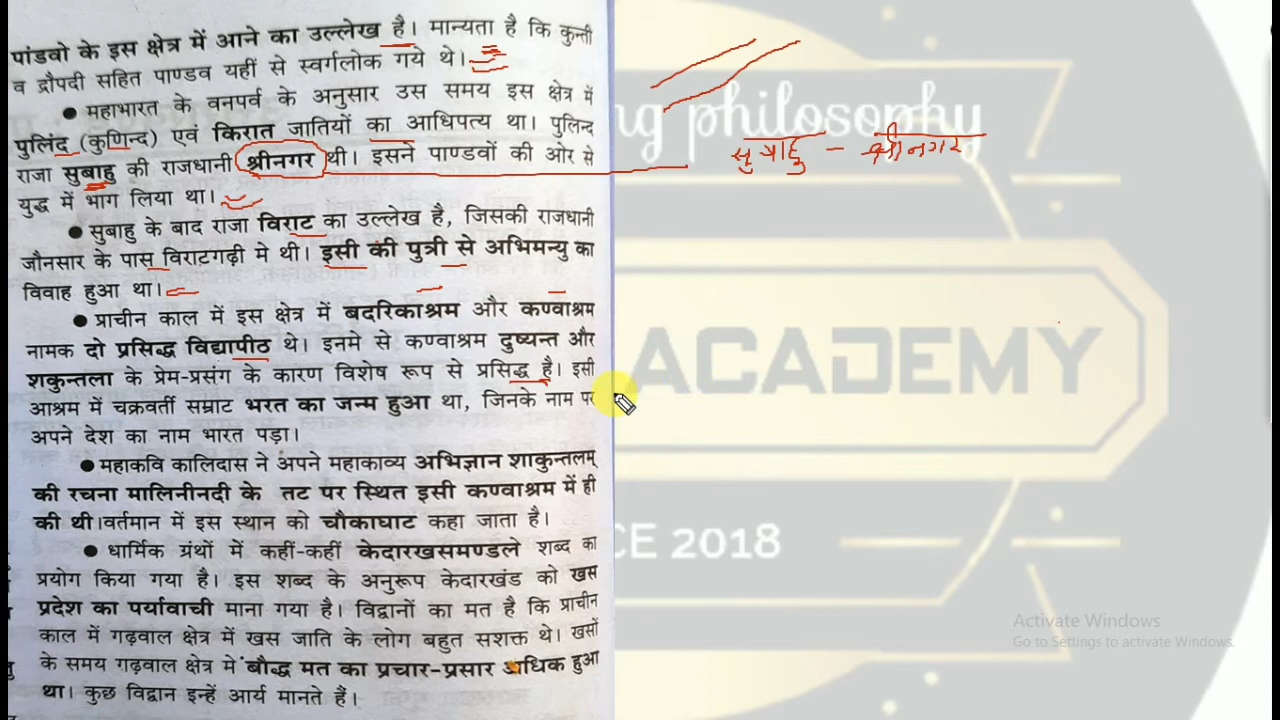 पांडवो के इस क्षेत्र में आने का उल्लेख है। मान्यता है कि कुन्ती
व द्रौपदी सहित पाण्डव यहीं से स्वर्गलोक गये थे।
● महाभारत के वनपर्व के अनुसार उस समय इस क्षेत्र में
पुलिंद (कुणिन्द) एवं किरात जातियों का आधिपत्य था। पुलिन्द
राजा सुबाहु की राजधानी श्रीनगर थी। इसने पाण्डवों की ओर से
युद्ध में भाग लिया था।
● सुबाहु के बाद राजा विराट का उल्लेख है, जिसकी राजधानी
जौनसार के पास विराटगढ़ी मे थी। इसी की पुत्री से अभिमन्यु का
विवाह हुआ था।
● प्राचीन काल में इस क्षेत्र में बदरिकाश्रम और कण्वाश्रम
नामक दो प्रसिद्ध विद्यापीठ थे। इनमे से कण्वाश्रम दुष्यन्त और
शकुन्तला के प्रेम-प्रसंग के कारण विशेष रूप से प्रसिद्ध है। इसी
आश्रम में चक्रवर्ती सम्राट भरत का जन्म हुआ था, जिनके नाम पर
अपने देश का नाम भारत पड़ा।
● महाकवि कालिदास ने अपने महाकाव्य अभिज्ञान शाकुन्तलम्
की रचना मालिनीनदी के तट पर स्थित इसी कण्वाश्रम में ही
की थी।वर्तमान में इस स्थान को चौकाघाट कहा जाता है।
● धार्मिक ग्रंथों में कहीं-कहीं केदारखसमण्डले शब्द का
प्रयोग किया गया है। इस शब्द के अनुरूप केदारखंड को खस
प्रदेश का पर्यावाची माना गया है। विद्वानों का मत है कि प्राचीन
काल में गढ़वाल क्षेत्र में खस जाति के लोग बहुत सशक्त थे। खसों
के समय गढ़वाल क्षेत्र में बौद्ध मत का प्रचार-प्रसार अधिक हुआ
था। कुछ विद्वान इन्हें आर्य मानते हैं।
philosophy
सुबाहु - श्रीनगर
ACADEMY
CE 2018
Activate Windows
Go to Settings to activate Windows.